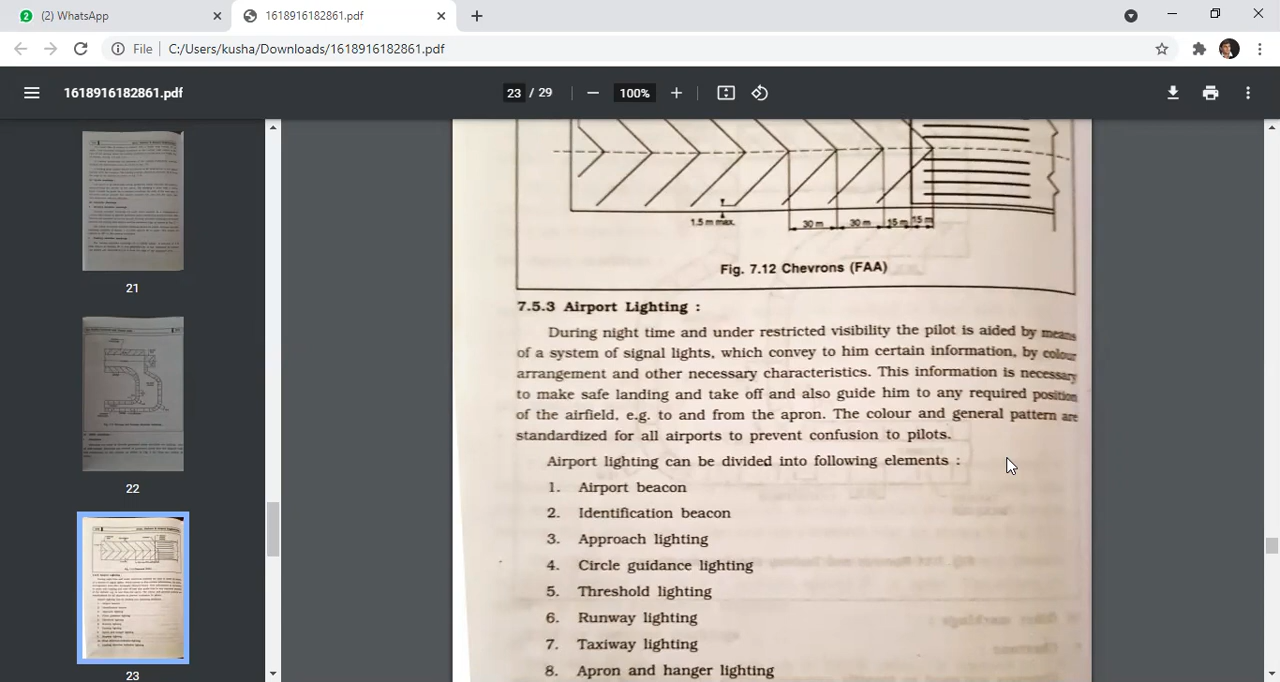 (2) WhatsApp
1618916182861.pdf
File
C:/Users/kusha/Downloads/1618916182861.pdf
1618916182861.pdf
23 / 29
100%
21
22
23
1.5 m max.
30 m
30 m
15 m
15 m
Fig. 7.12 Chevrons (FAA)
7.5.3 Airport Lighting :
During night time and under restricted visibility the pilot is aided by means
of a system of signal lights, which convey to him certain information, by colour
arrangement and other necessary characteristics. This information is necessary
to make safe landing and take off and also guide him to any required position
of the airfield, e.g. to and from the apron. The colour and general pattern are
standardized for all airports to prevent confusion to pilots.
Airport lighting can be divided into following elements :
1. Airport beacon
2. Identification beacon
3. Approach lighting
4. Circle guidance lighting
5. Threshold lighting
6. Runway lighting
7. Taxiway lighting
8. Apron and hanger lighting